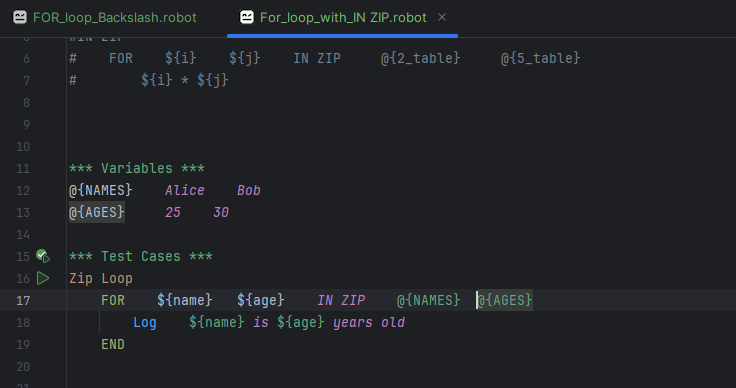 FOR_loop_Backslash.robot For_loop_with_IN ZIP.robot ×
5 #IN ZIP
6 #    FOR    ${i}    ${j}    IN ZIP     @{2_table}    @{5_table}
7 #        ${i} * ${j}
8
9
10
11 *** Variables ***
12 @{NAMES}    Alice    Bob
13 @{AGES}     25    30
14
15 *** Test Cases ***
16 Zip Loop
17     FOR    ${name}   ${age}    IN ZIP    @{NAMES}  @{AGES}
18         Log    ${name} is ${age} years old
19     END
20
21